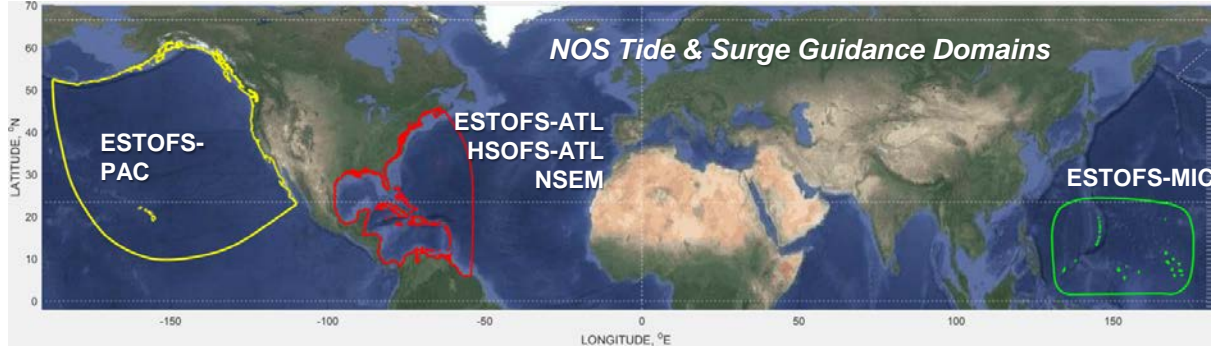 NOS Tide & Surge Guidance Domains
ESTOFS-
PAC
ESTOFS-ATL
HSOFS-ATL
NSEM
ESTOFS-MIC
LATITUDE, °N
70
60
50
40
30
20
10
0
-150
-100
-50
0
50
100
150
LONGITUDE, °E